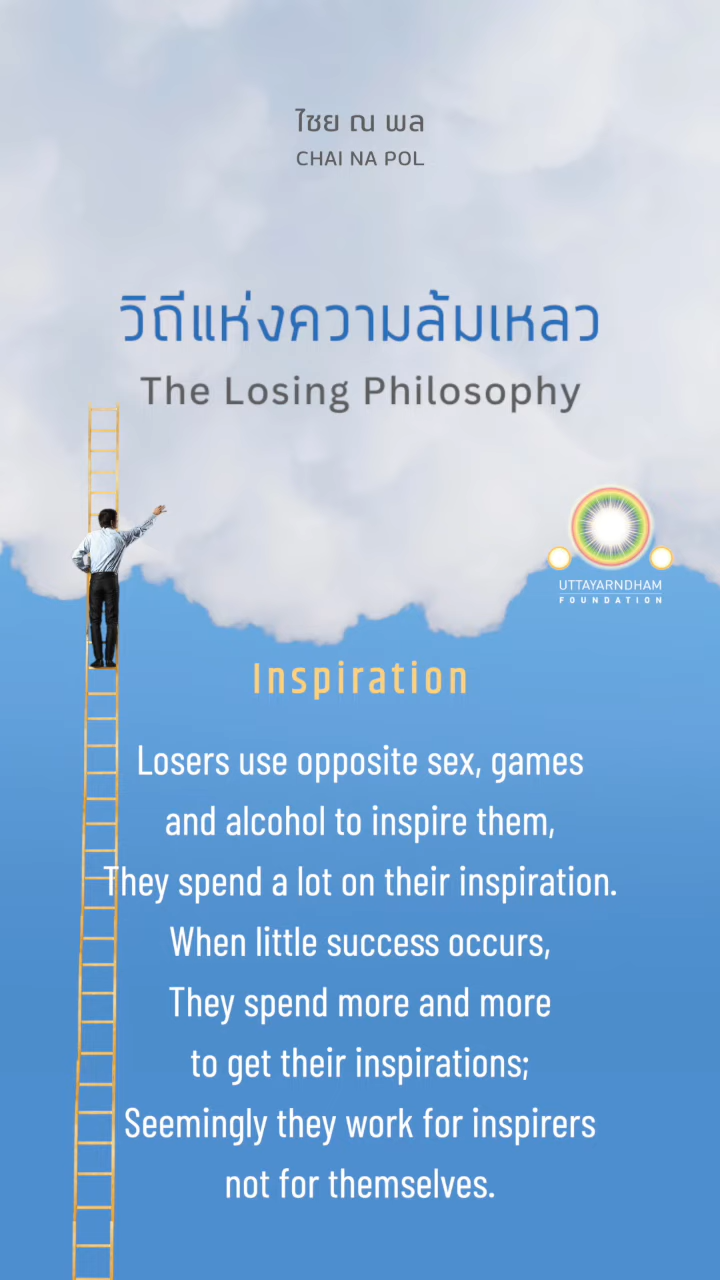 ไชย ณ พล
CHAI NA POL
วิถีแห่งความล้มเหลว
The Losing Philosophy
UTTAYARNDHAM
FOUNDATION
Inspiration
Losers use opposite sex, games
and alcohol to inspire them,
They spend a lot on their inspiration.
When little success occurs,
They spend more and more
to get their inspirations;
Seemingly they work for inspirers
not for themselves.